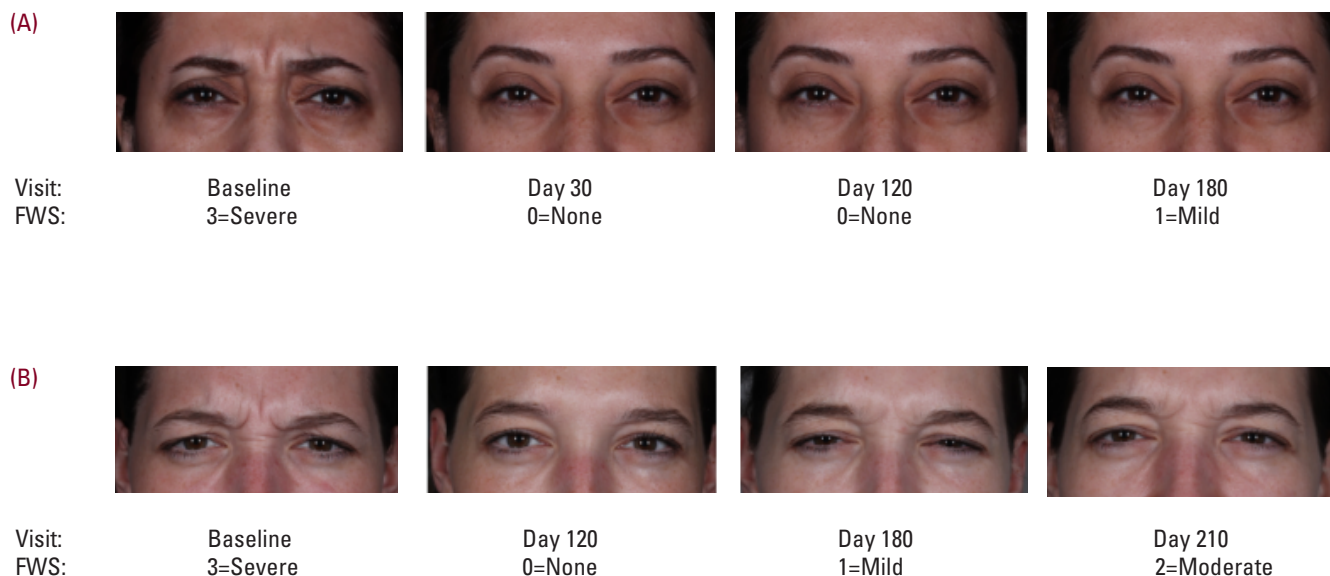 (A)
Visit: Baseline Day 30 Day 120 Day 180
FWS: 3=Severe 0=None 0=None 1=Mild
(B)
Visit: Baseline Day 120 Day 180 Day 210
FWS: 3=Severe 0=None 1=Mild 2=Moderate